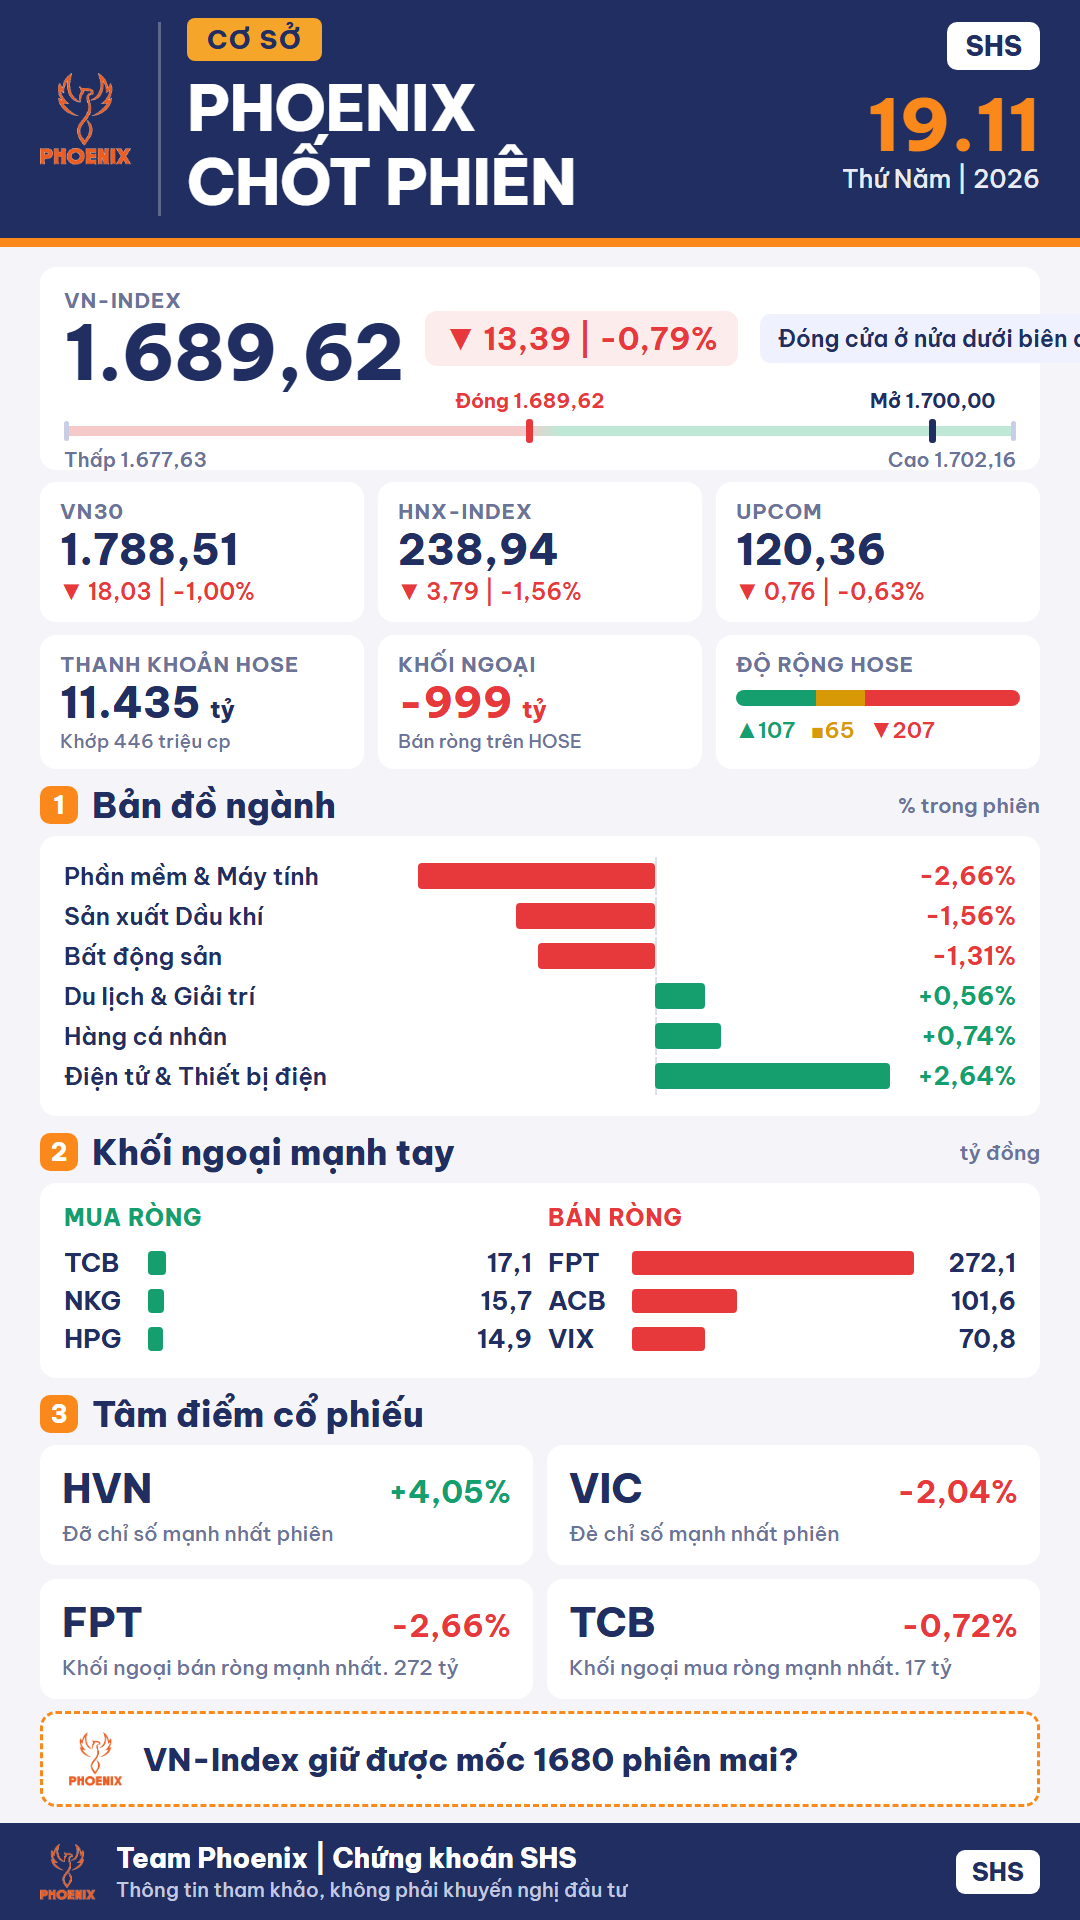 CƠ SỞ
PHOENIX
CHỐT PHIÊN
PHOENIX
SHS
19.11
Thứ Năm | 2026
VN-INDEX
1.689,62
▼ 13,39 | -0,79%
Đóng cửa ở nửa dưới biên
Đóng 1.689,62
Mở 1.700,00
Thấp 1.677,63
Cao 1.702,16
VN30
1.788,51
▼ 18,03 | -1,00%
HNX-INDEX
238,94
▼ 3,79 | -1,56%
UPCOM
120,36
▼ 0,76 | -0,63%
THANH KHOẢN HOSE
11.435 tỷ
Khớp 446 triệu cp
KHỐI NGOẠI
-999 tỷ
Bán ròng trên HOSE
ĐỘ RỘNG HOSE
▲107 ■65 ▼207
1 Bản đồ ngành
% trong phiên
Phần mềm & Máy tính -2,66%
Sản xuất Dầu khí -1,56%
Bất động sản -1,31%
Du lịch & Giải trí +0,56%
Hàng cá nhân +0,74%
Điện tử & Thiết bị điện +2,64%
2 Khối ngoại mạnh tay
tỷ đồng
MUA RÒNG
TCB 17,1
NKG 15,7
HPG 14,9
BÁN RÒNG
FPT 272,1
ACB 101,6
VIX 70,8
3 Tâm điểm cổ phiếu
HVN +4,05%
Đỡ chỉ số mạnh nhất phiên
VIC -2,04%
Đè chỉ số mạnh nhất phiên
FPT -2,66%
Khối ngoại bán ròng mạnh nhất. 272 tỷ
TCB -0,72%
Khối ngoại mua ròng mạnh nhất. 17 tỷ
PHOENIX
VN-Index giữ được mốc 1680 phiên mai?
PHOENIX
Team Phoenix | Chứng khoán SHS
Thông tin tham khảo, không phải khuyến nghị đầu tư
SHS